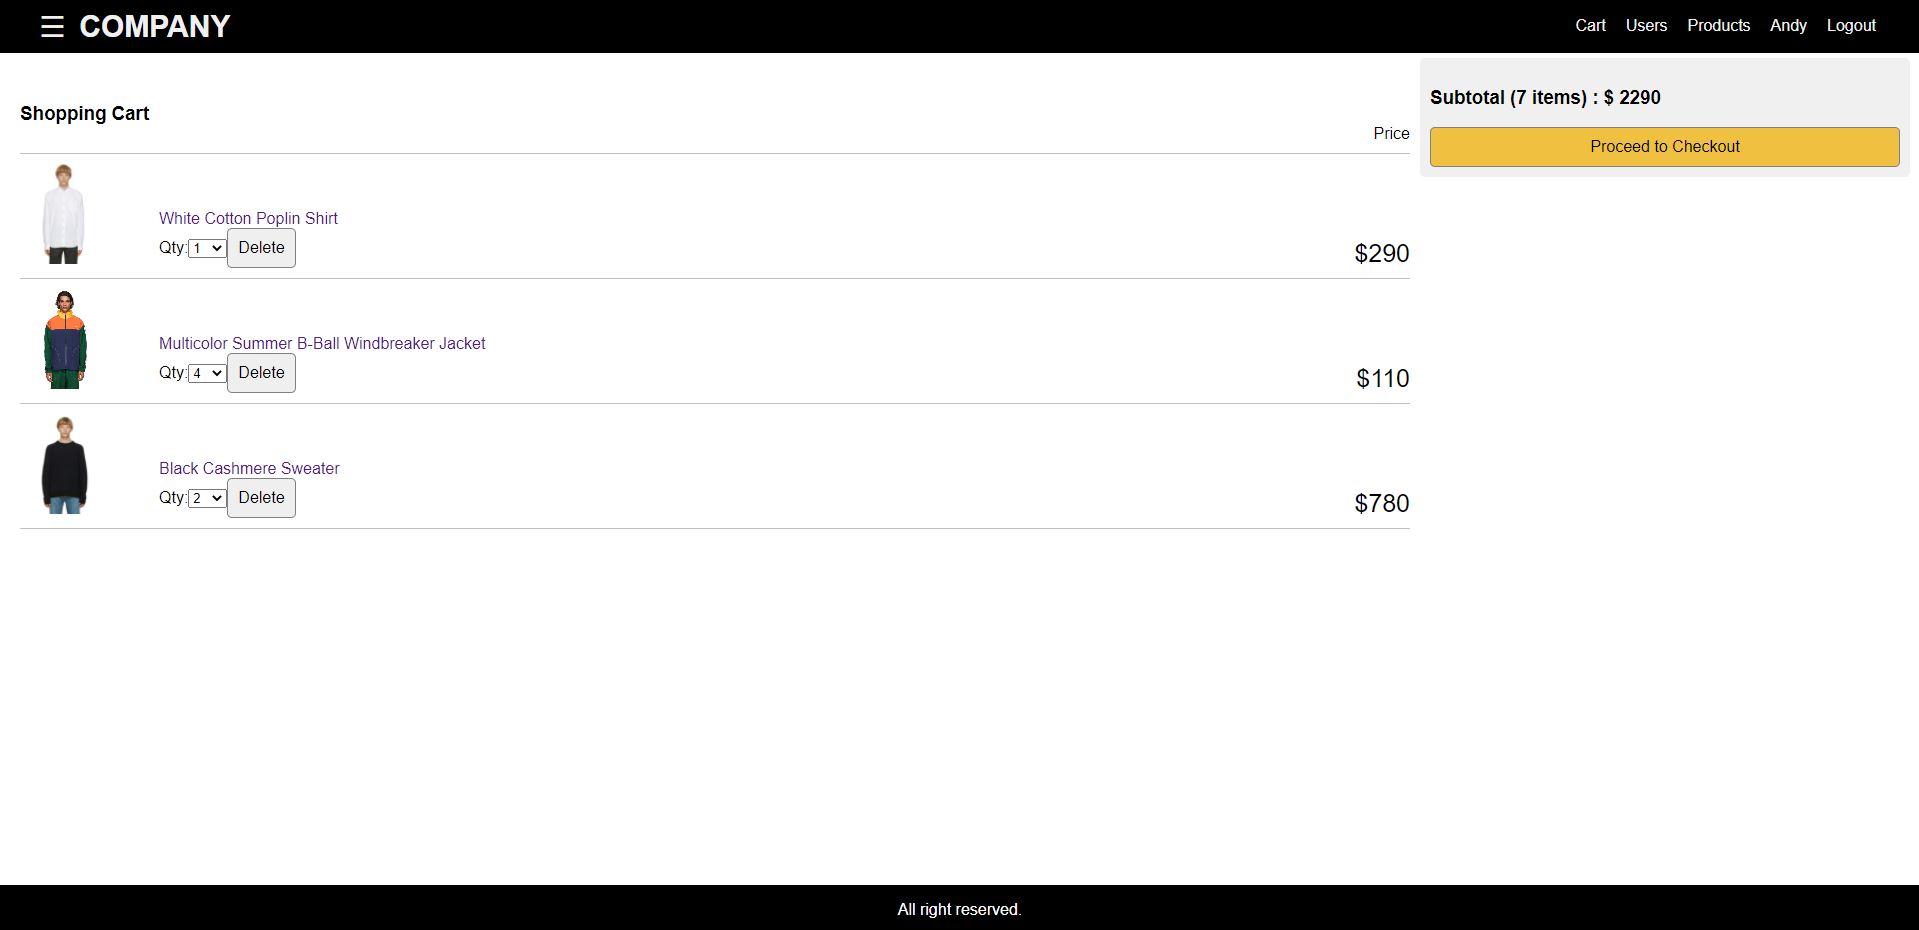 ☰ COMPANY
Cart Users Products Andy Logout
Shopping Cart
Price
White Cotton Poplin Shirt
Qty: 1 Delete
$290
Multicolor Summer B-Ball Windbreaker Jacket
Qty: 4 Delete
$110
Black Cashmere Sweater
Qty: 2 Delete
$780
Subtotal (7 items) : $ 2290
Proceed to Checkout
All right reserved.